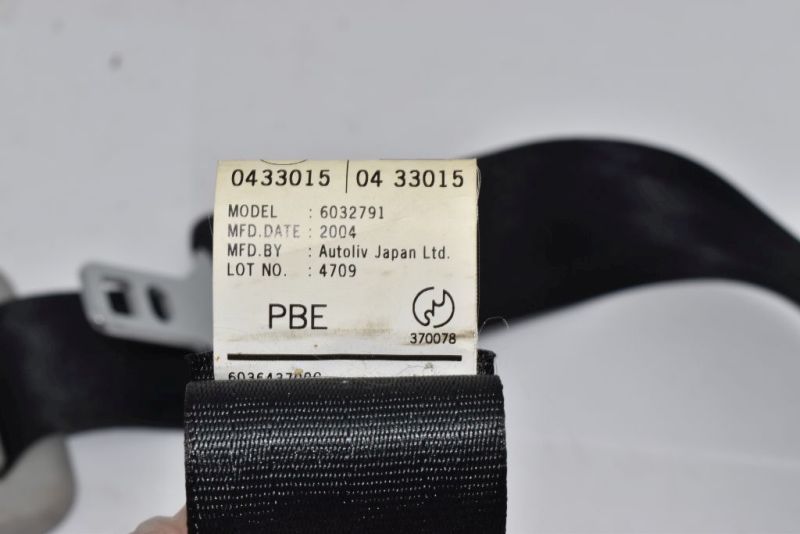 0433015 | 04 33015
MODEL : 6032791
MFD.DATE : 2004
MFD.BY : Autoliv Japan Ltd.
LOT NO. : 4709
PBE
370078